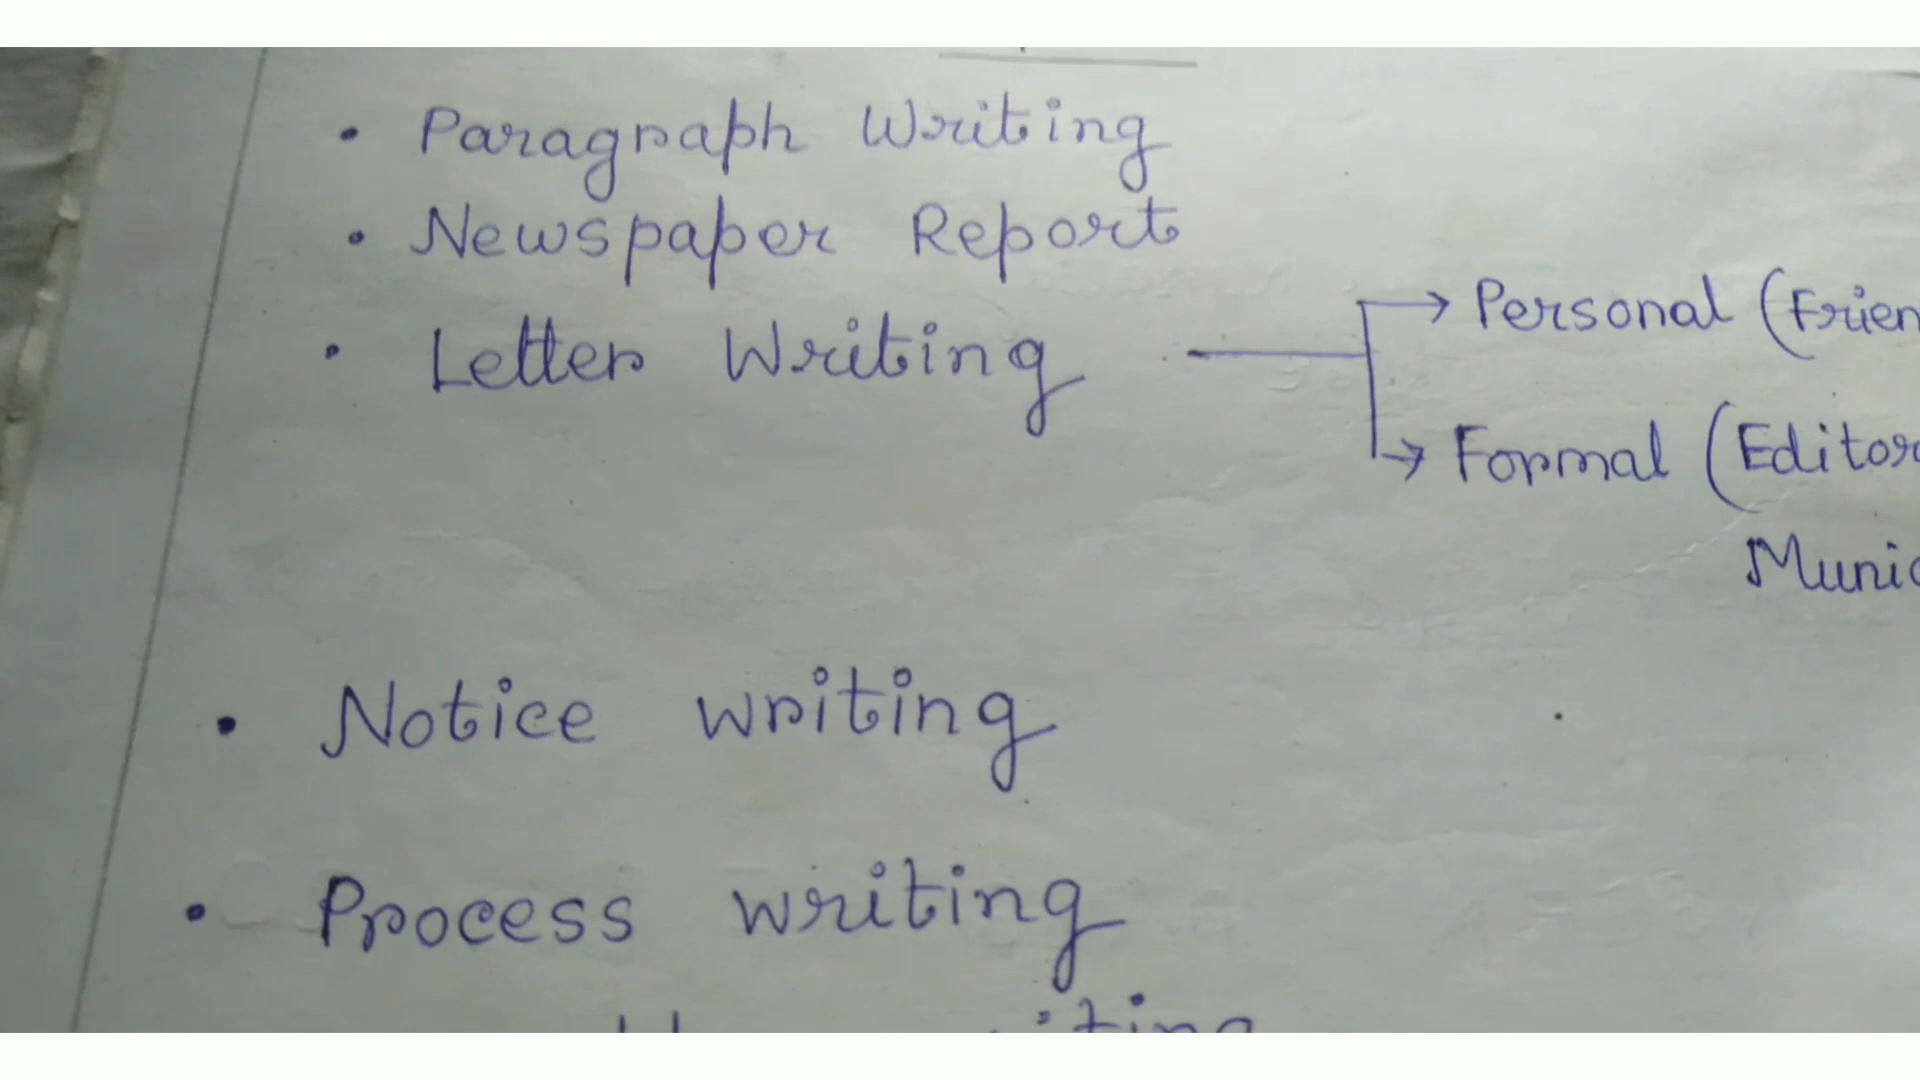 • Paragraph Writing
• Newspaper Report
• Letter Writing
→ Personal (Frien
→ Formal (Editor
Munic
• Notice writing
• Process writing